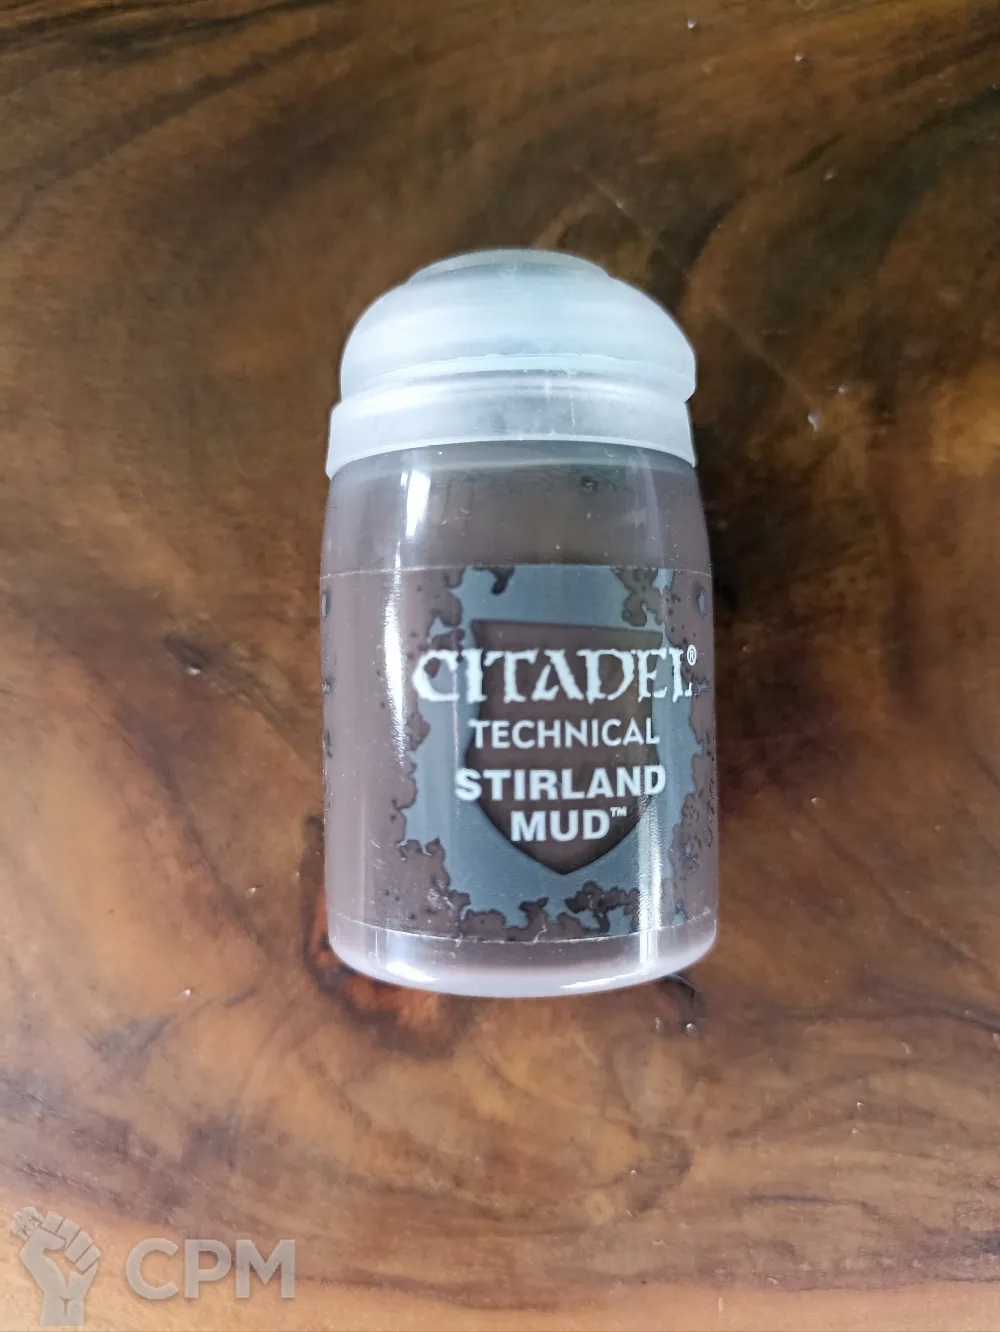 CITADEL®
TECHNICAL
STIRLAND
MUD™
CPM